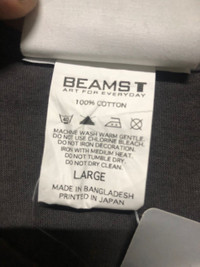 BEAMS T
ART FOR EVERYDAY
100% COTTON
MACHINE WASH WARM GENTLE.
DO NOT USE CHLORINE BLEACH.
DO NOT IRON DECORATION.
IRON WITH MEDIUM HEAT.
DO NOT TUMBLE DRY.
DO NOT DRY CLEAN.
LARGE
MADE IN BANGLADESH
PRINTED IN JAPAN